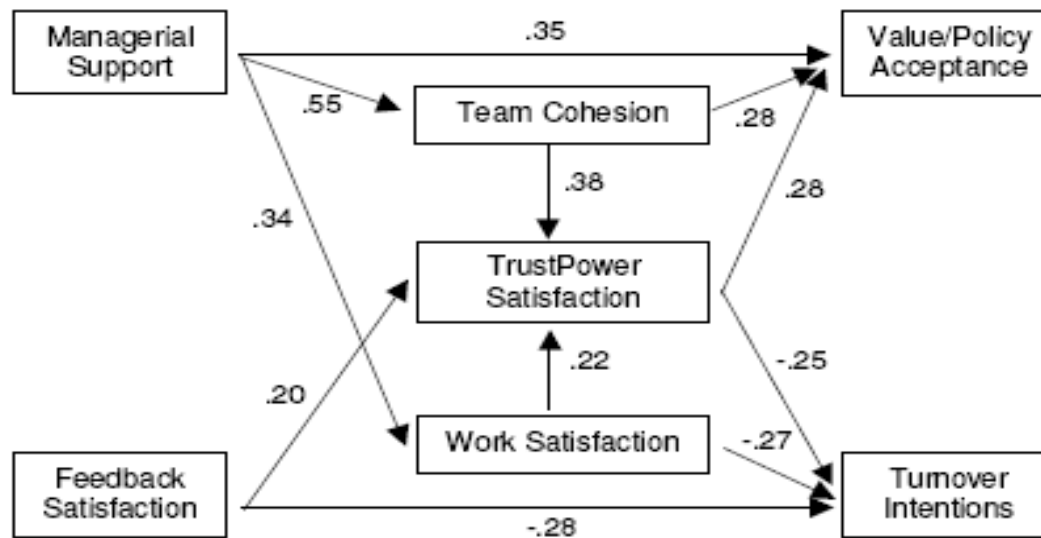 Managerial
Support
.35
Value/Policy
Acceptance
.55
Team Cohesion
.28
.38
.28
.34
TrustPower
Satisfaction
.22
-.25
.20
Work Satisfaction
-.27
Feedback
Satisfaction
-.28
Turnover
Intentions